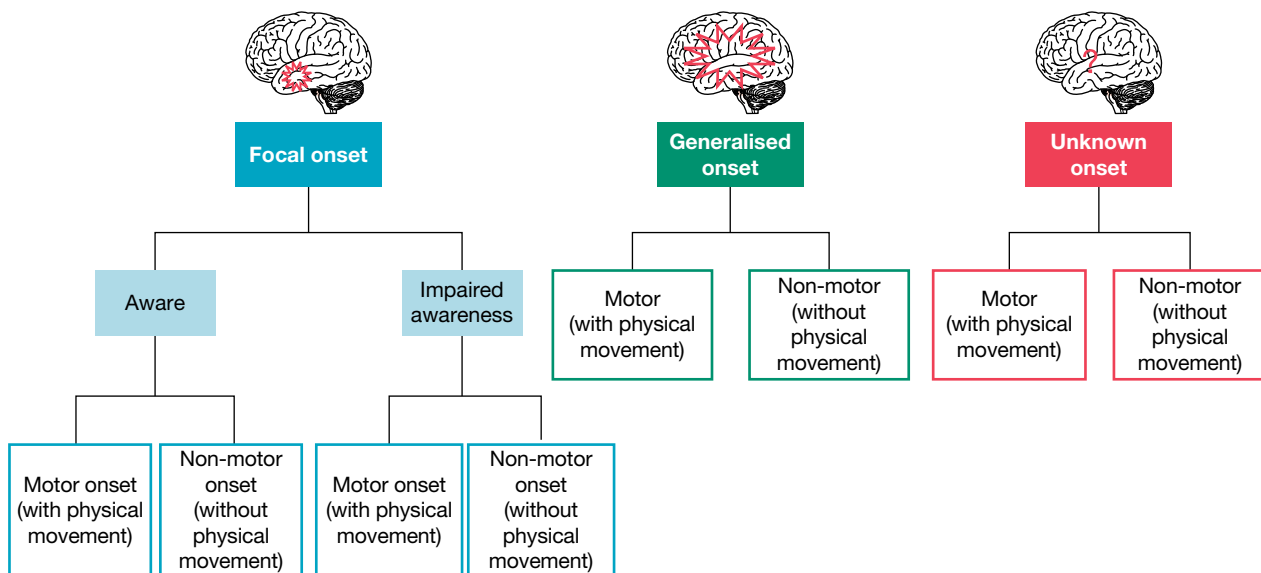 Focal onset
Generalised
onset
Unknown
onset
Aware
Impaired
awareness
Motor
(with physical
movement)
Non-motor
(without
physical
movement)
Motor
(with physical
movement)
Non-motor
(without
physical
movement)
Motor onset
(with physical
movement)
Non-motor
onset
(without
physical
movement)
Motor onset
(with physical
movement)
Non-motor
onset
(without
physical
movement)
?